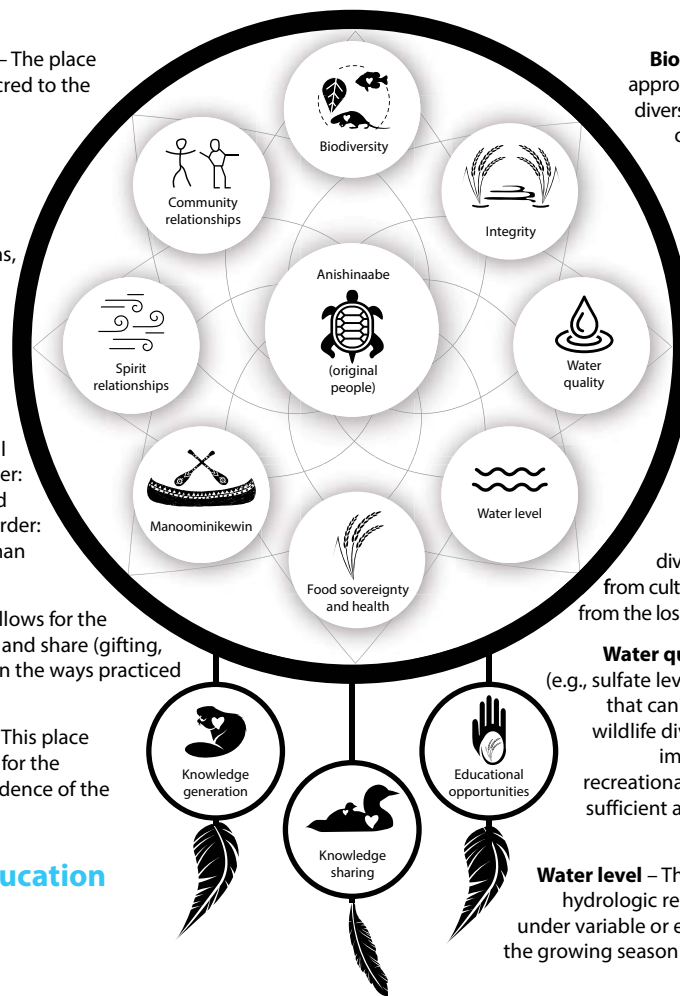 – The place
cred to the
ns,
l
er:
d
rder:
nan
llows for the
and share (gifting,
n the ways practiced
This place
for the
dence of the
ucation
Biodiversity
Community
relationships
Integrity
Anishinaabe
(original
people)
Spirit
relationships
Water
quality
Manoominikewin
Water level
Food sovereignty
and health
Knowledge
generation
Knowledge
sharing
Educational
opportunities
Bio
appro
divers
div
from cult
from the los
Water qu
(e.g., sulfate lev
that can
wildlife div
im
recreationa
sufficient a
Water level – Th
hydrologic re
under variable or e
the growing season